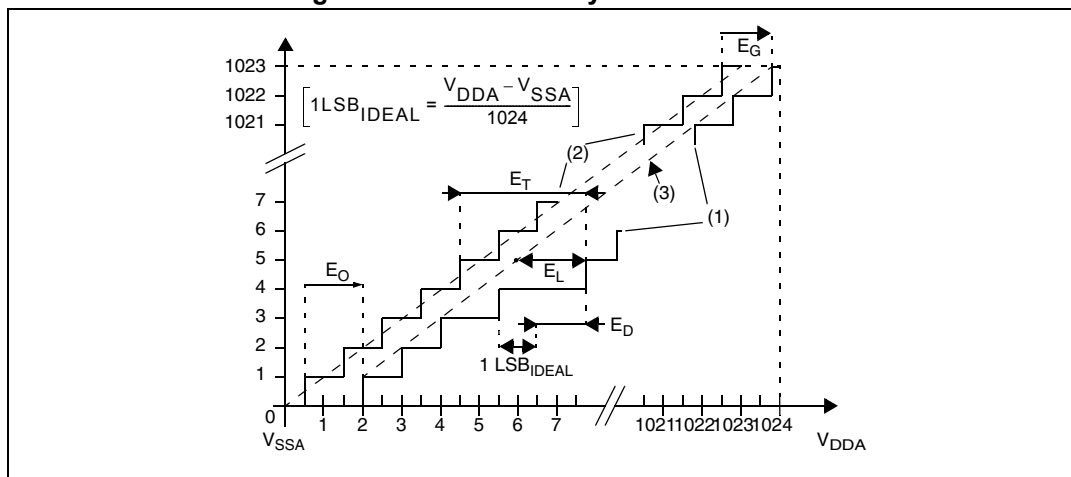 E_G
1023
1022
1021
[1LSB_IDEAL = (V_DDA – V_SSA) / 1024]
(2)
E_T
(3)
(1)
7
6
5
4
3
2
1
0
E_O
E_L
E_D
1 LSB_IDEAL
1 2 3 4 5 6 7 1021 1022 1023 1024
V_SSA
V_DDA